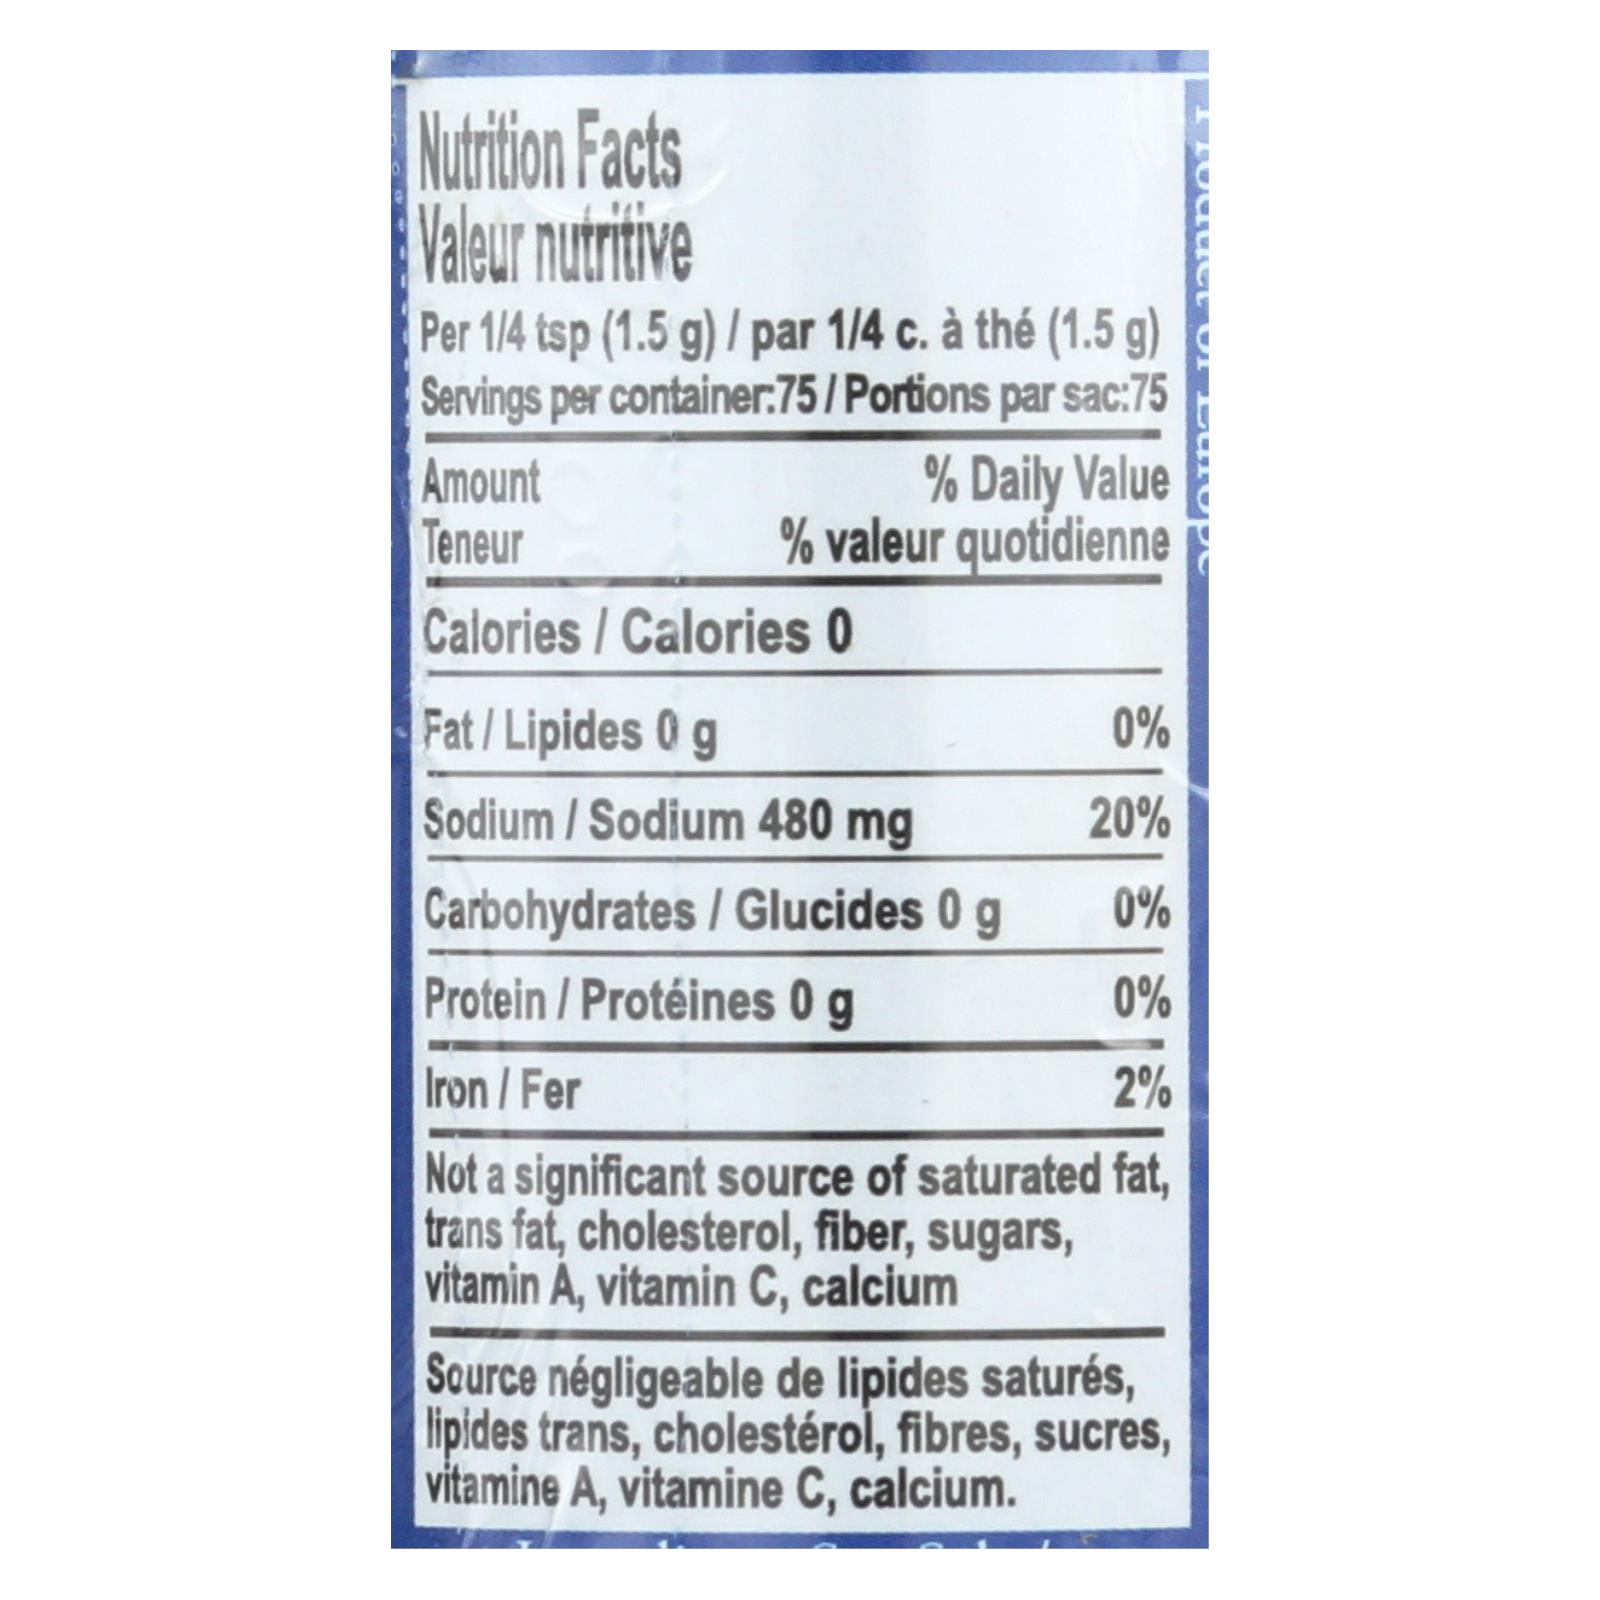 Nutrition Facts
Valeur nutritive
Per 1/4 tsp (1.5 g) / par 1/4 c. à thé (1.5 g)
Servings per container:75 / Portions par sac:75
Amount % Daily Value
Teneur % valeur quotidienne
Calories / Calories 0
Fat / Lipides 0 g 0%
Sodium / Sodium 480 mg 20%
Carbohydrates / Glucides 0 g 0%
Protein / Protéines 0 g 0%
Iron / Fer 2%
Not a significant source of saturated fat,
trans fat, cholesterol, fiber, sugars,
vitamin A, vitamin C, calcium
Source négligeable de lipides saturés,
lipides trans, cholestérol, fibres, sucres,
vitamine A, vitamine C, calcium.
Product of Europe